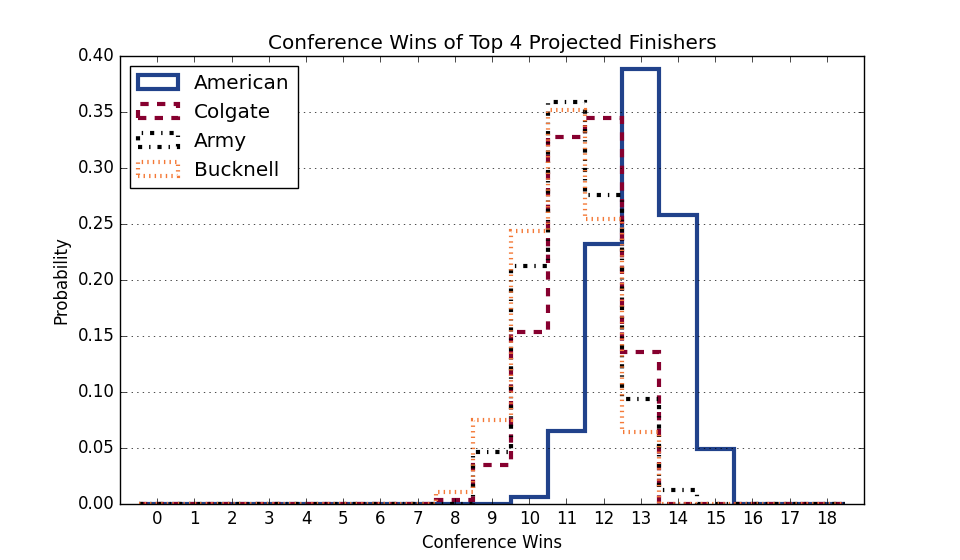 Conference Wins of Top 4 Projected Finishers
0.40
0.35
0.30
0.25
0.20
0.15
0.10
0.05
0.00
Probability
American
Colgate
Army
Bucknell
0 1 2 3 4 5 6 7 8 9 10 11 12 13 14 15 16 17 18
Conference Wins